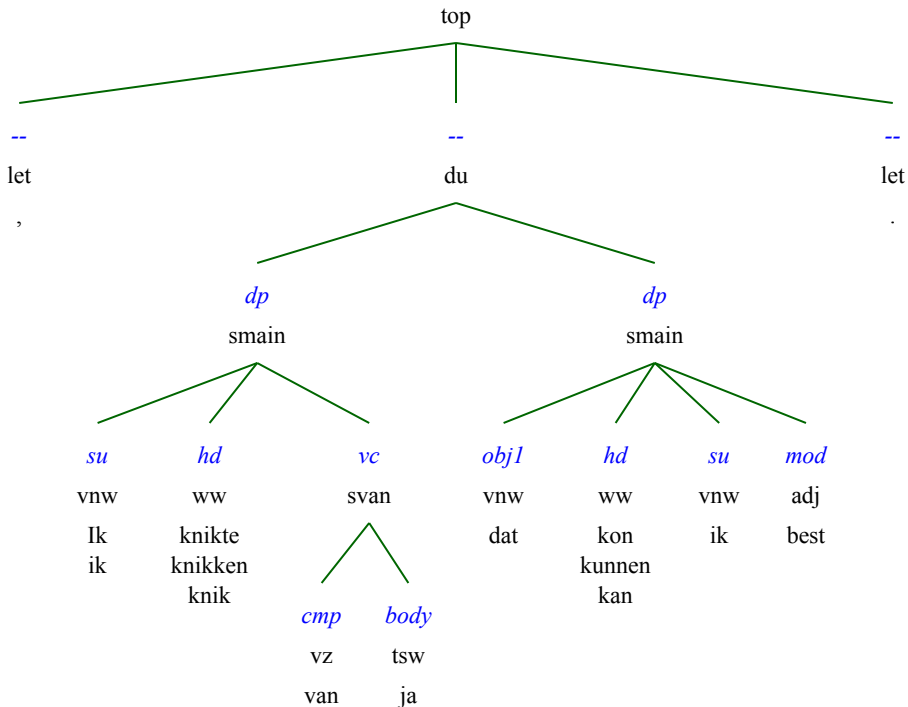 top
-- -- --
let du let
, .
dp dp
smain smain
su hd vc obj1 hd su mod
vnw ww svan vnw ww vnw adj
Ik knikte dat kon ik best
ik knikken kunnen
knik kan
cmp body
vz tsw
van ja